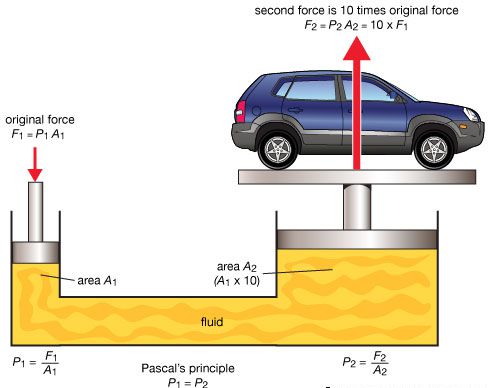 second force is 10 times original force
F2 = P2 A2 = 10 x F1
original force
F1 = P1 A1
area A1
area A2
(A1 x 10)
fluid
P1 = F1/A1
Pascal's principle
P1 = P2
P2 = F2/A2